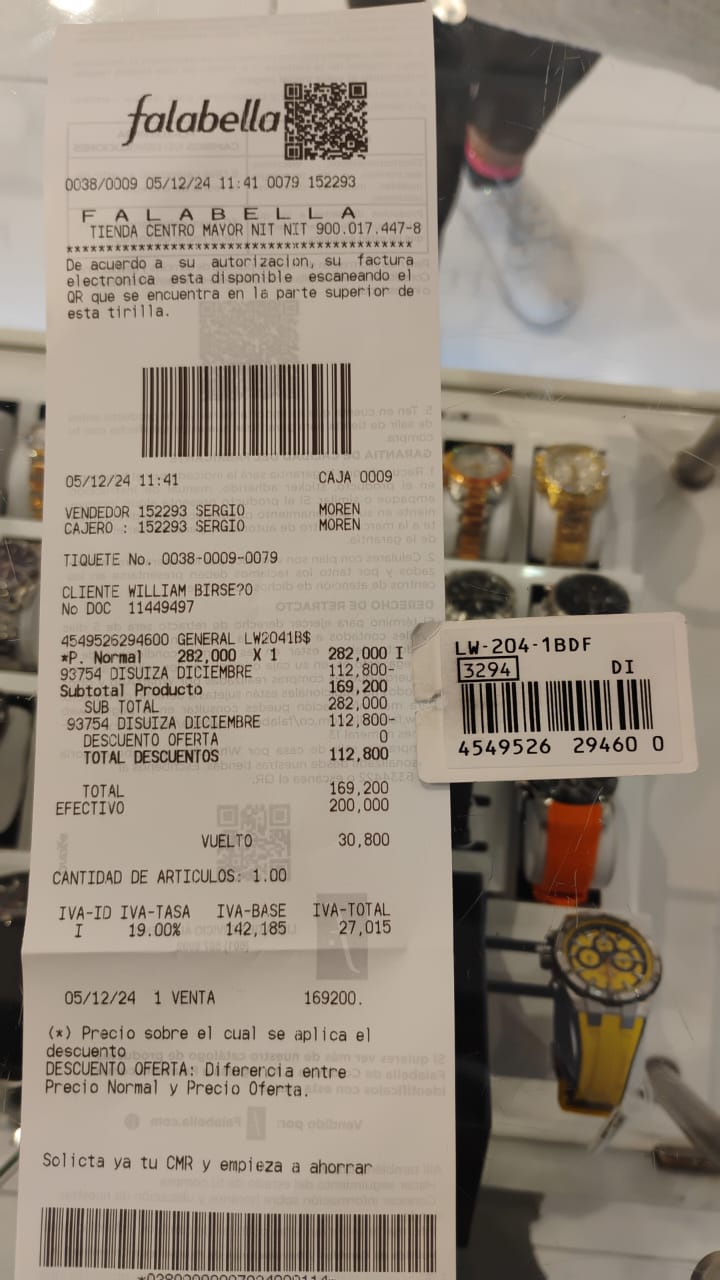 falabella
0038/0009 05/12/24 11:41 0079 152293
F A L A B E L L A
TIENDA CENTRO MAYOR NIT NIT 900.017.447-8
******************************************
De acuerdo a su autorizacion, su factura
electronica esta disponible escaneando el
QR que se encuentra en la parte superior de
esta tirilla.
05/12/24 11:41 CAJA 0009
VENDEDOR 152293 SERGIO MOREN
CAJERO : 152293 SERGIO MOREN
TIQUETE No. 0038-0009-0079
CLIENTE WILLIAM BIRSE?O
No DOC 11449497
4549526294600 GENERAL LW2041B$
*P. Normal 282,000 X 1 282,000 I
93754 DISUIZA DICIEMBRE 112,800-
Subtotal Producto 169,200
SUB TOTAL 282,000
93754 DISUIZA DICIEMBRE 112,800-
DESCUENTO OFERTA 0
TOTAL DESCUENTOS 112,800
TOTAL 169,200
EFECTIVO 200,000
VUELTO 30,800
CANTIDAD DE ARTICULOS: 1.00
IVA-ID IVA-TASA IVA-BASE IVA-TOTAL
I 19.00% 142,185 27,015
05/12/24 1 VENTA 169200.
(*) Precio sobre el cual se aplica el
descuento
DESCUENTO OFERTA: Diferencia entre
Precio Normal y Precio Oferta.
Solicta ya tu CMR y empieza a ahorrar
LW-204-1BDF
3294 DI
4549526 29460 0